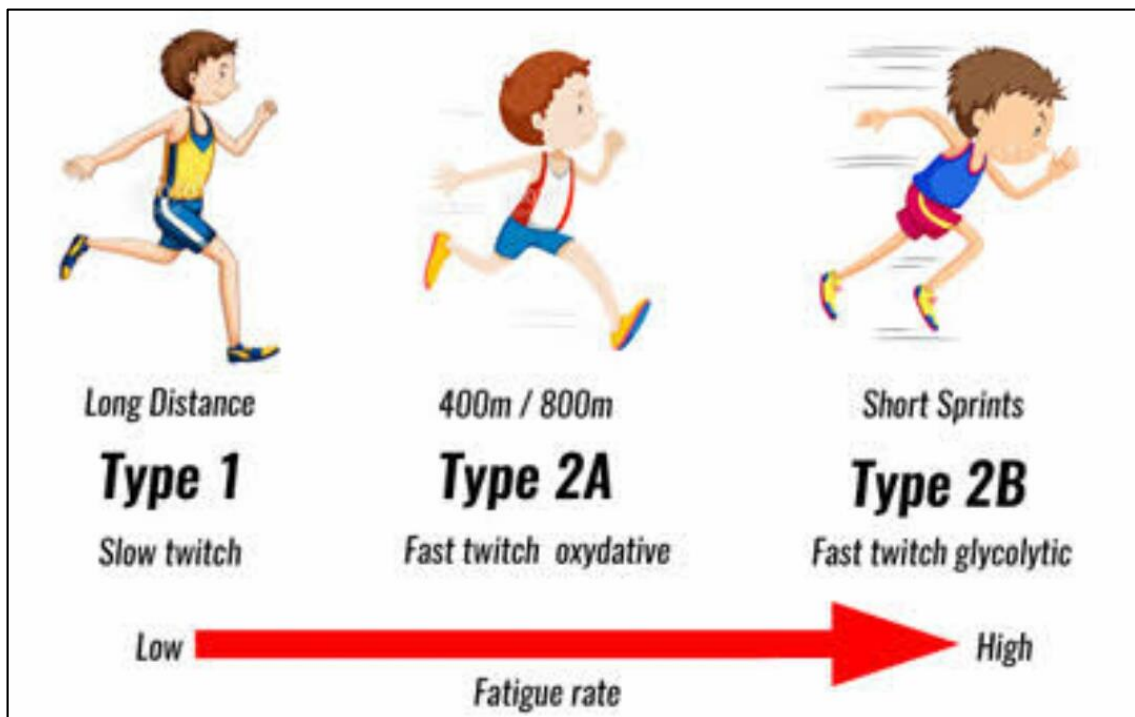 Long Distance
400m / 800m
Short Sprints
Type 1
Type 2A
Type 2B
Slow twitch
Fast twitch oxydative
Fast twitch glycolytic
Low
High
Fatigue rate